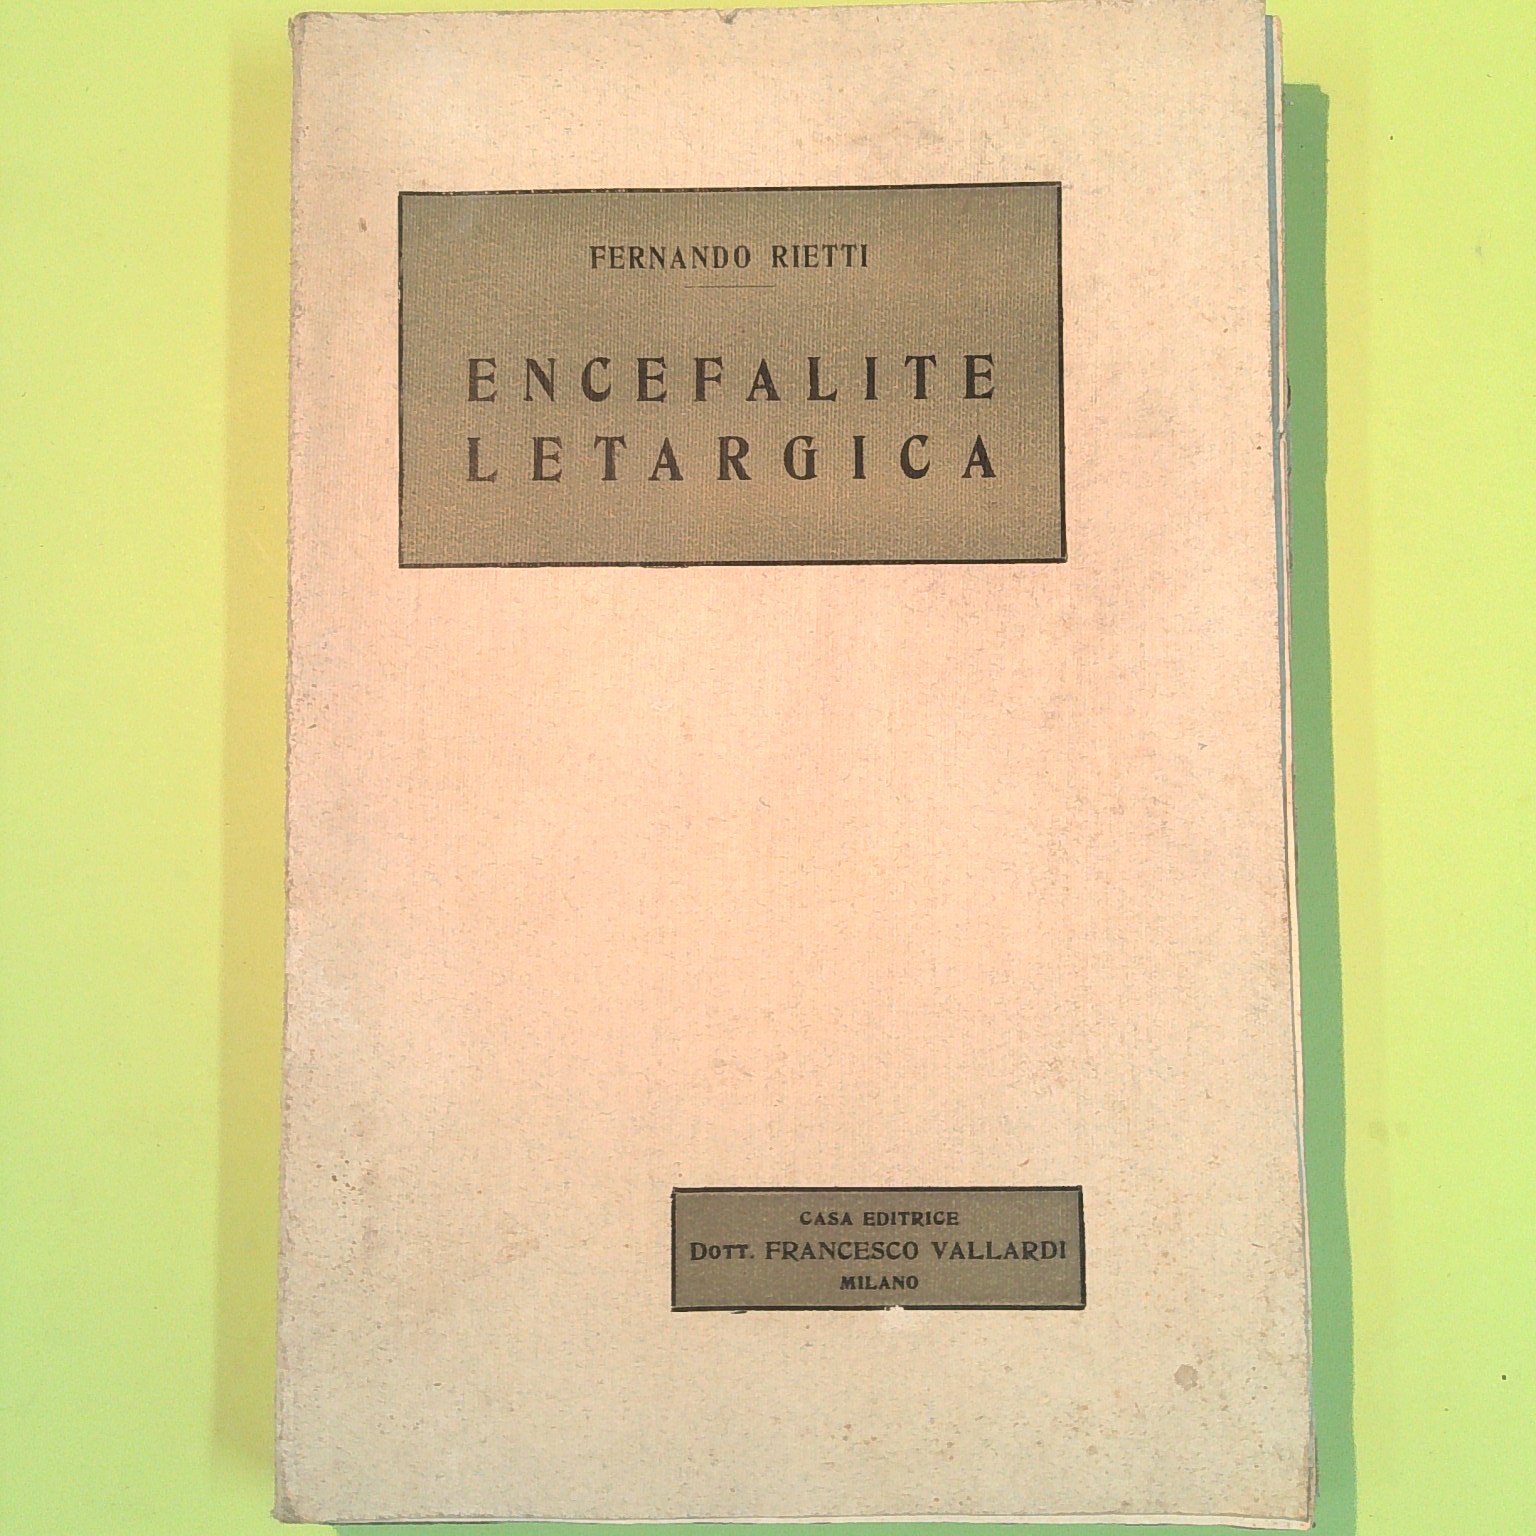 FERNANDO RIETTI
ENCEFALITE
LETARGICA
CASA EDITRICE
DOTT. FRANCESCO VALLARDI
MILANO